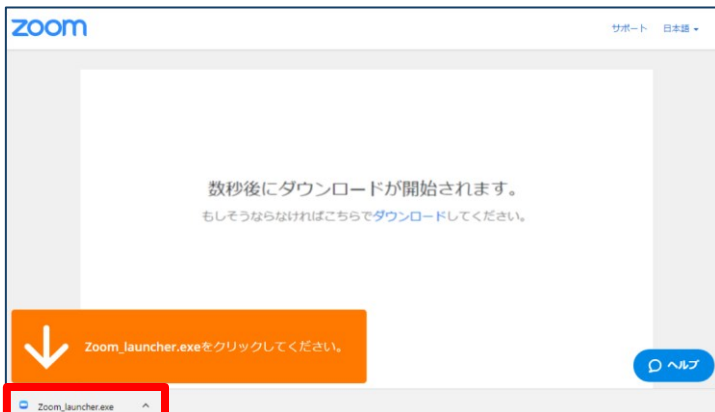 zoom
サポート 日本語
数秒後にダウンロードが開始されます。
もしそうならなければこちらでダウンロードしてください。
Zoom_launcher.exeをクリックしてください。
ヘルプ
Zoom_launcher.exe